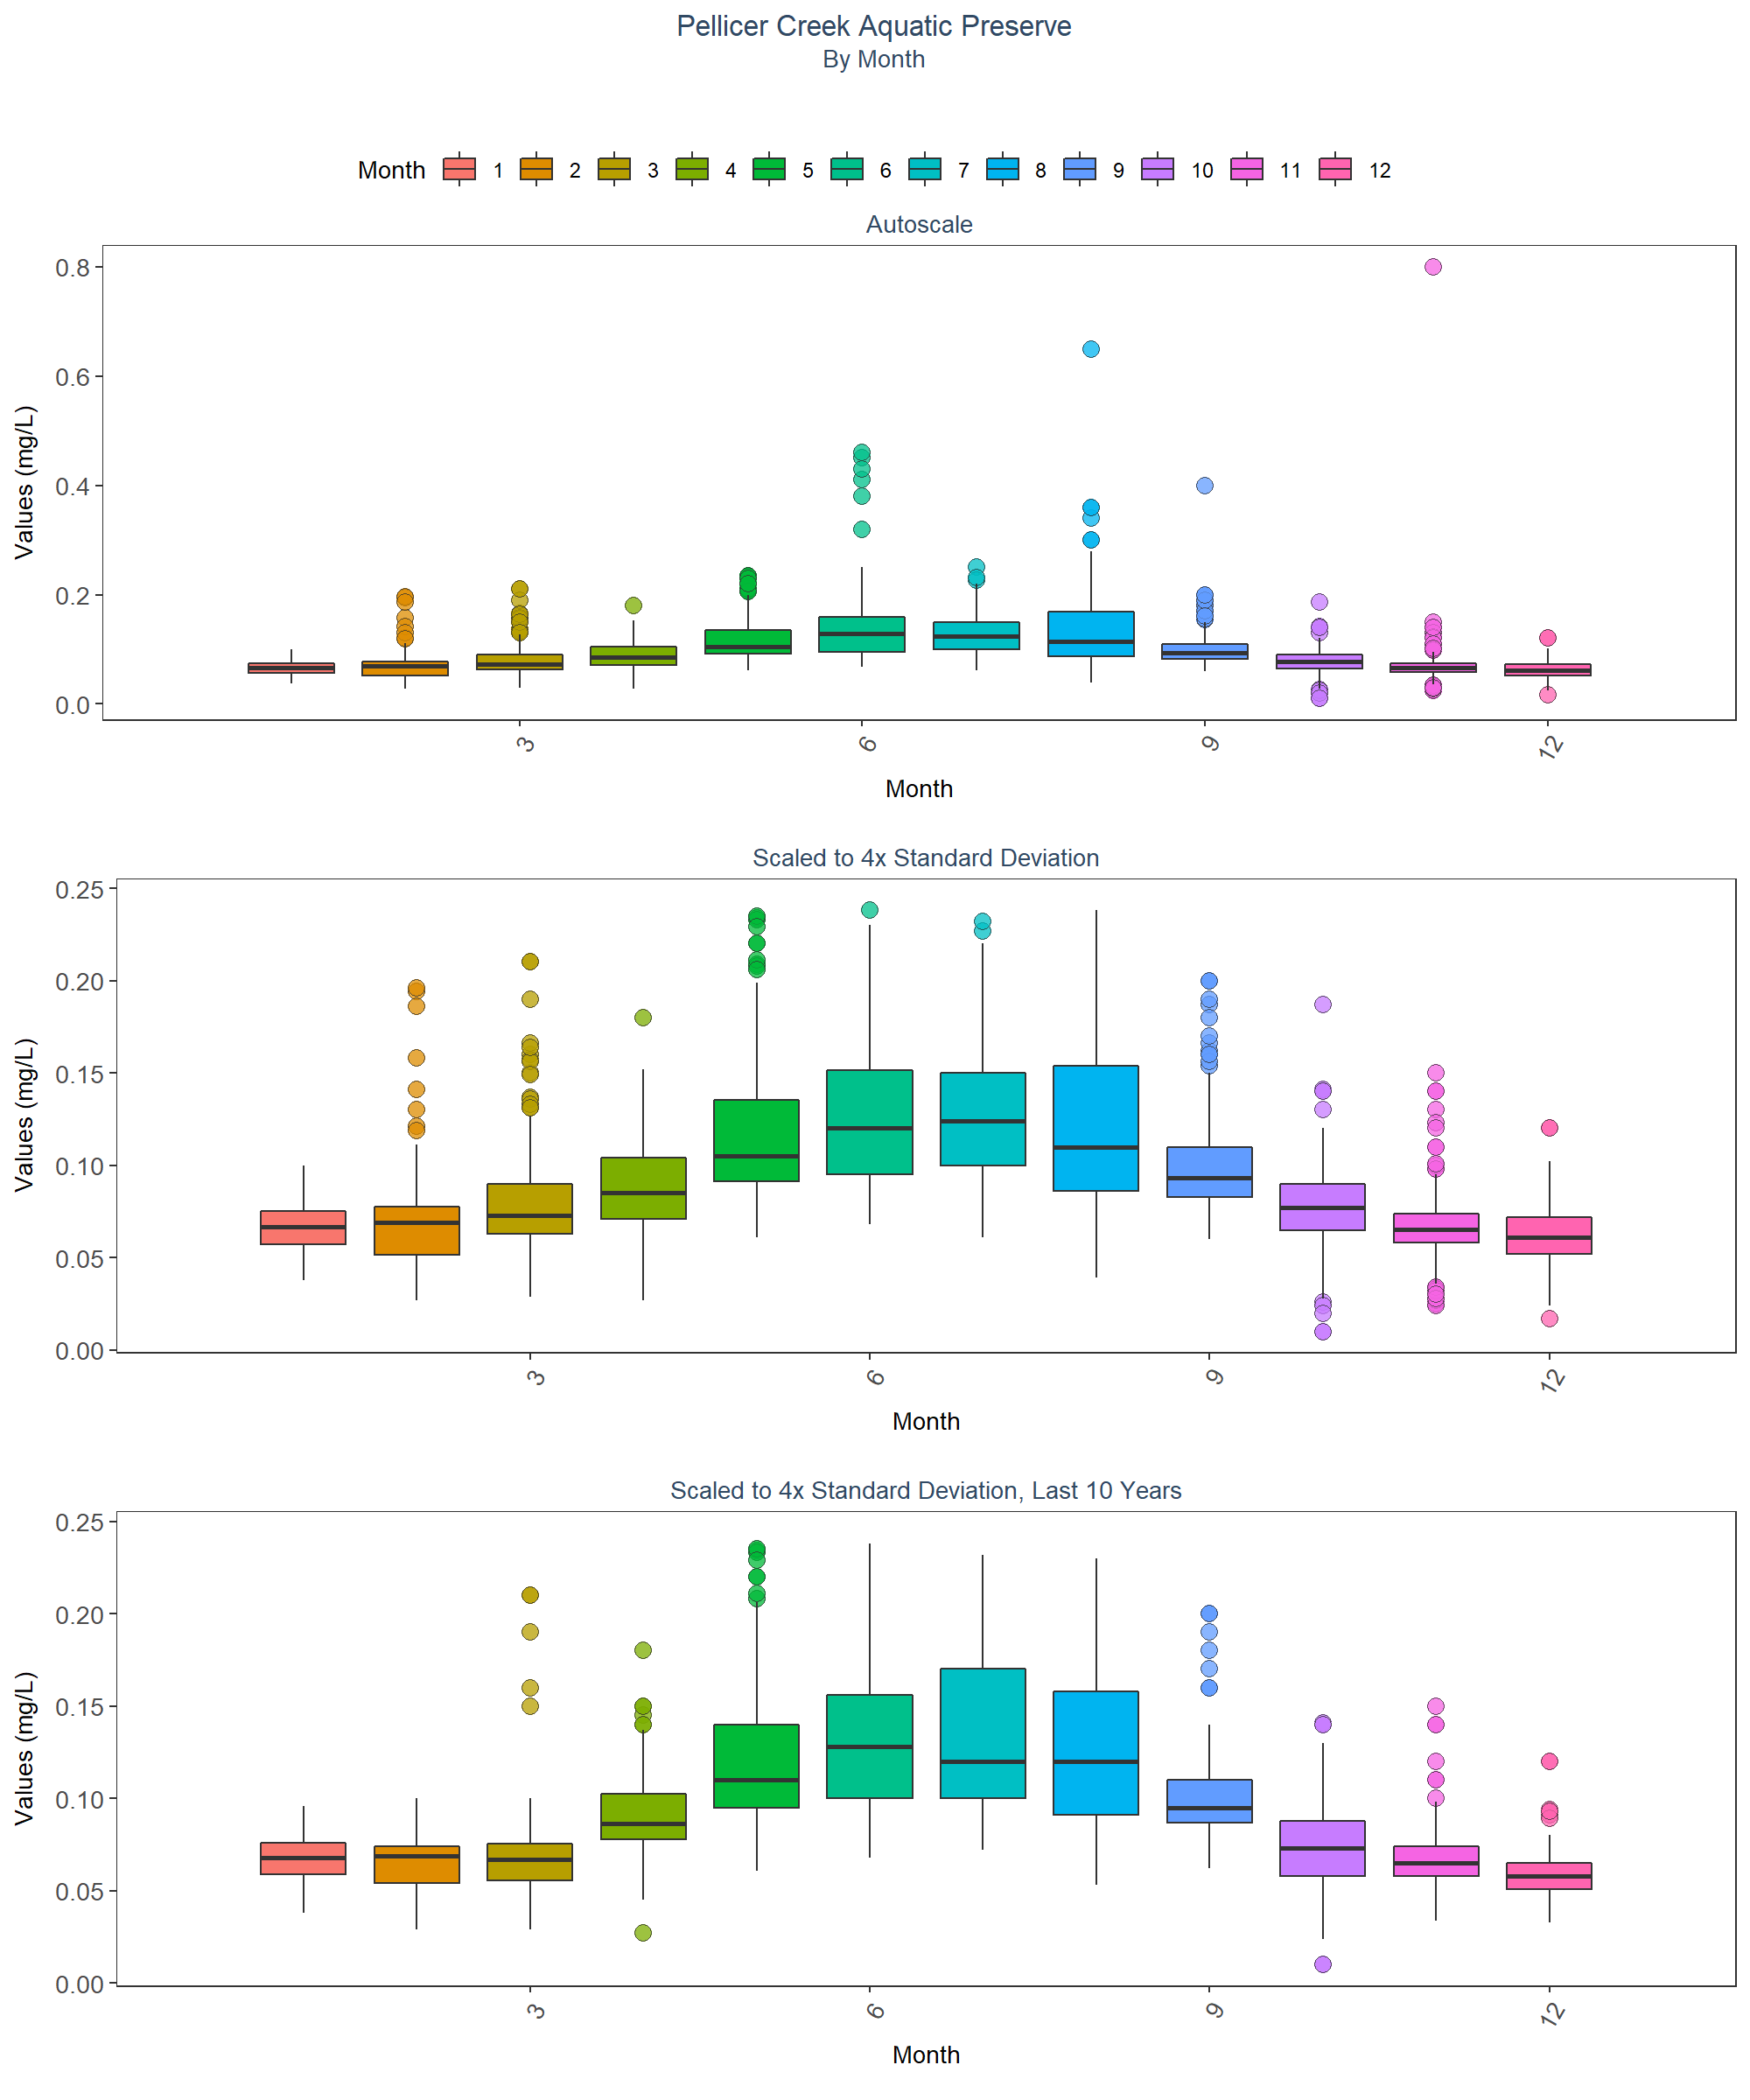 Pellicer Creek Aquatic Preserve
By Month
Month 1 2 3 4 5 6 7 8 9 10 11 12
Autoscale
0.8
0.6
0.4
0.2
0.0
Values (mg/L)
3 6 9 12
Month
Scaled to 4x Standard Deviation
0.25
0.20
0.15
0.10
0.05
0.00
Values (mg/L)
3 6 9 12
Month
Scaled to 4x Standard Deviation, Last 10 Years
0.25
0.20
0.15
0.10
0.05
0.00
Values (mg/L)
3 6 9 12
Month